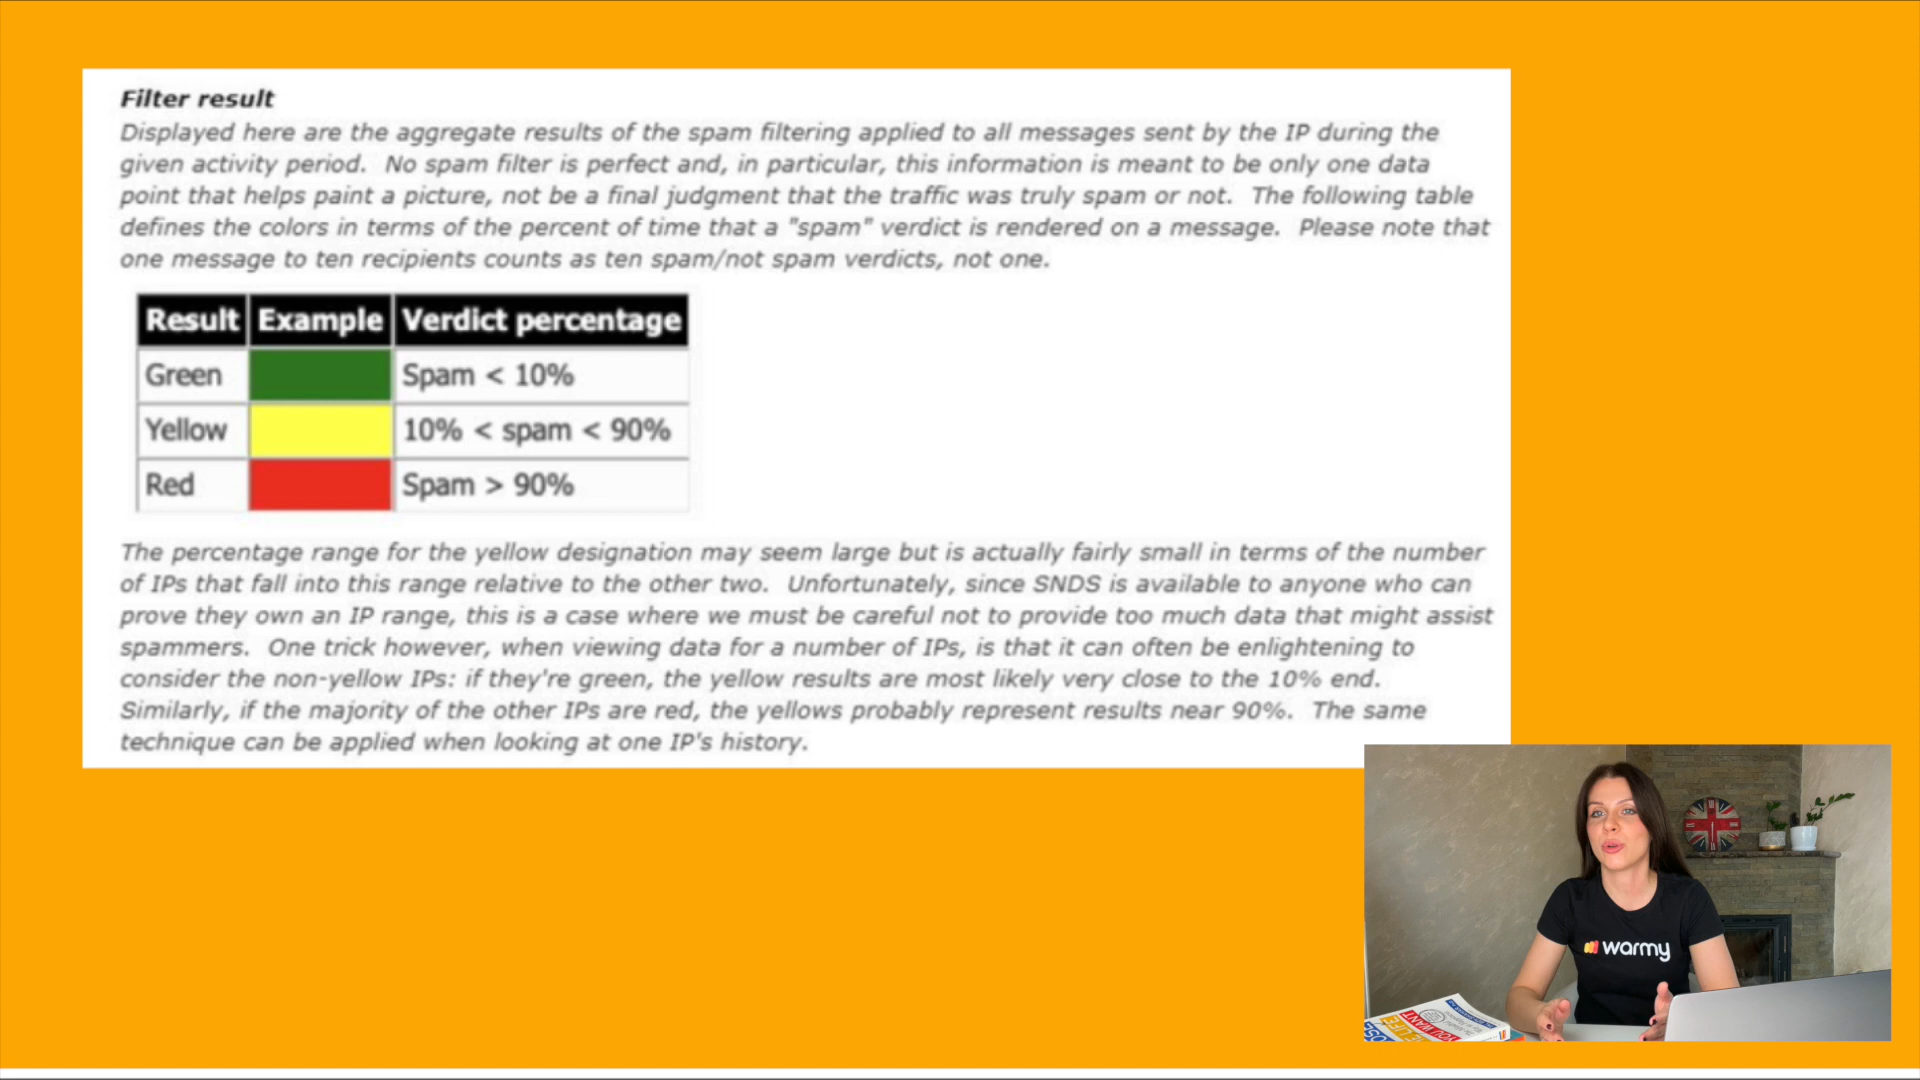 Filter result
Displayed here are the aggregate results of the spam filtering applied to all messages sent by the IP during the
given activity period. No spam filter is perfect and, in particular, this information is meant to be only one data
point that helps paint a picture, not be a final judgment that the traffic was truly spam or not. The following table
defines the colors in terms of the percent of time that a "spam" verdict is rendered on a message. Please note that
one message to ten recipients counts as ten spam/not spam verdicts, not one.
Result Example Verdict percentage
Green Spam < 10%
Yellow 10% < spam < 90%
Red Spam > 90%
The percentage range for the yellow designation may seem large but is actually fairly small in terms of the number
of IPs that fall into this range relative to the other two. Unfortunately, since SNDS is available to anyone who can
prove they own an IP range, this is a case where we must be careful not to provide too much data that might assist
spammers. One trick however, when viewing data for a number of IPs, is that it can often be enlightening to
consider the non-yellow IPs: if they're green, the yellow results are most likely very close to the 10% end.
Similarly, if the majority of the other IPs are red, the yellows probably represent results near 90%. The same
technique can be applied when looking at one IP's history.
warmy
YOU WANT